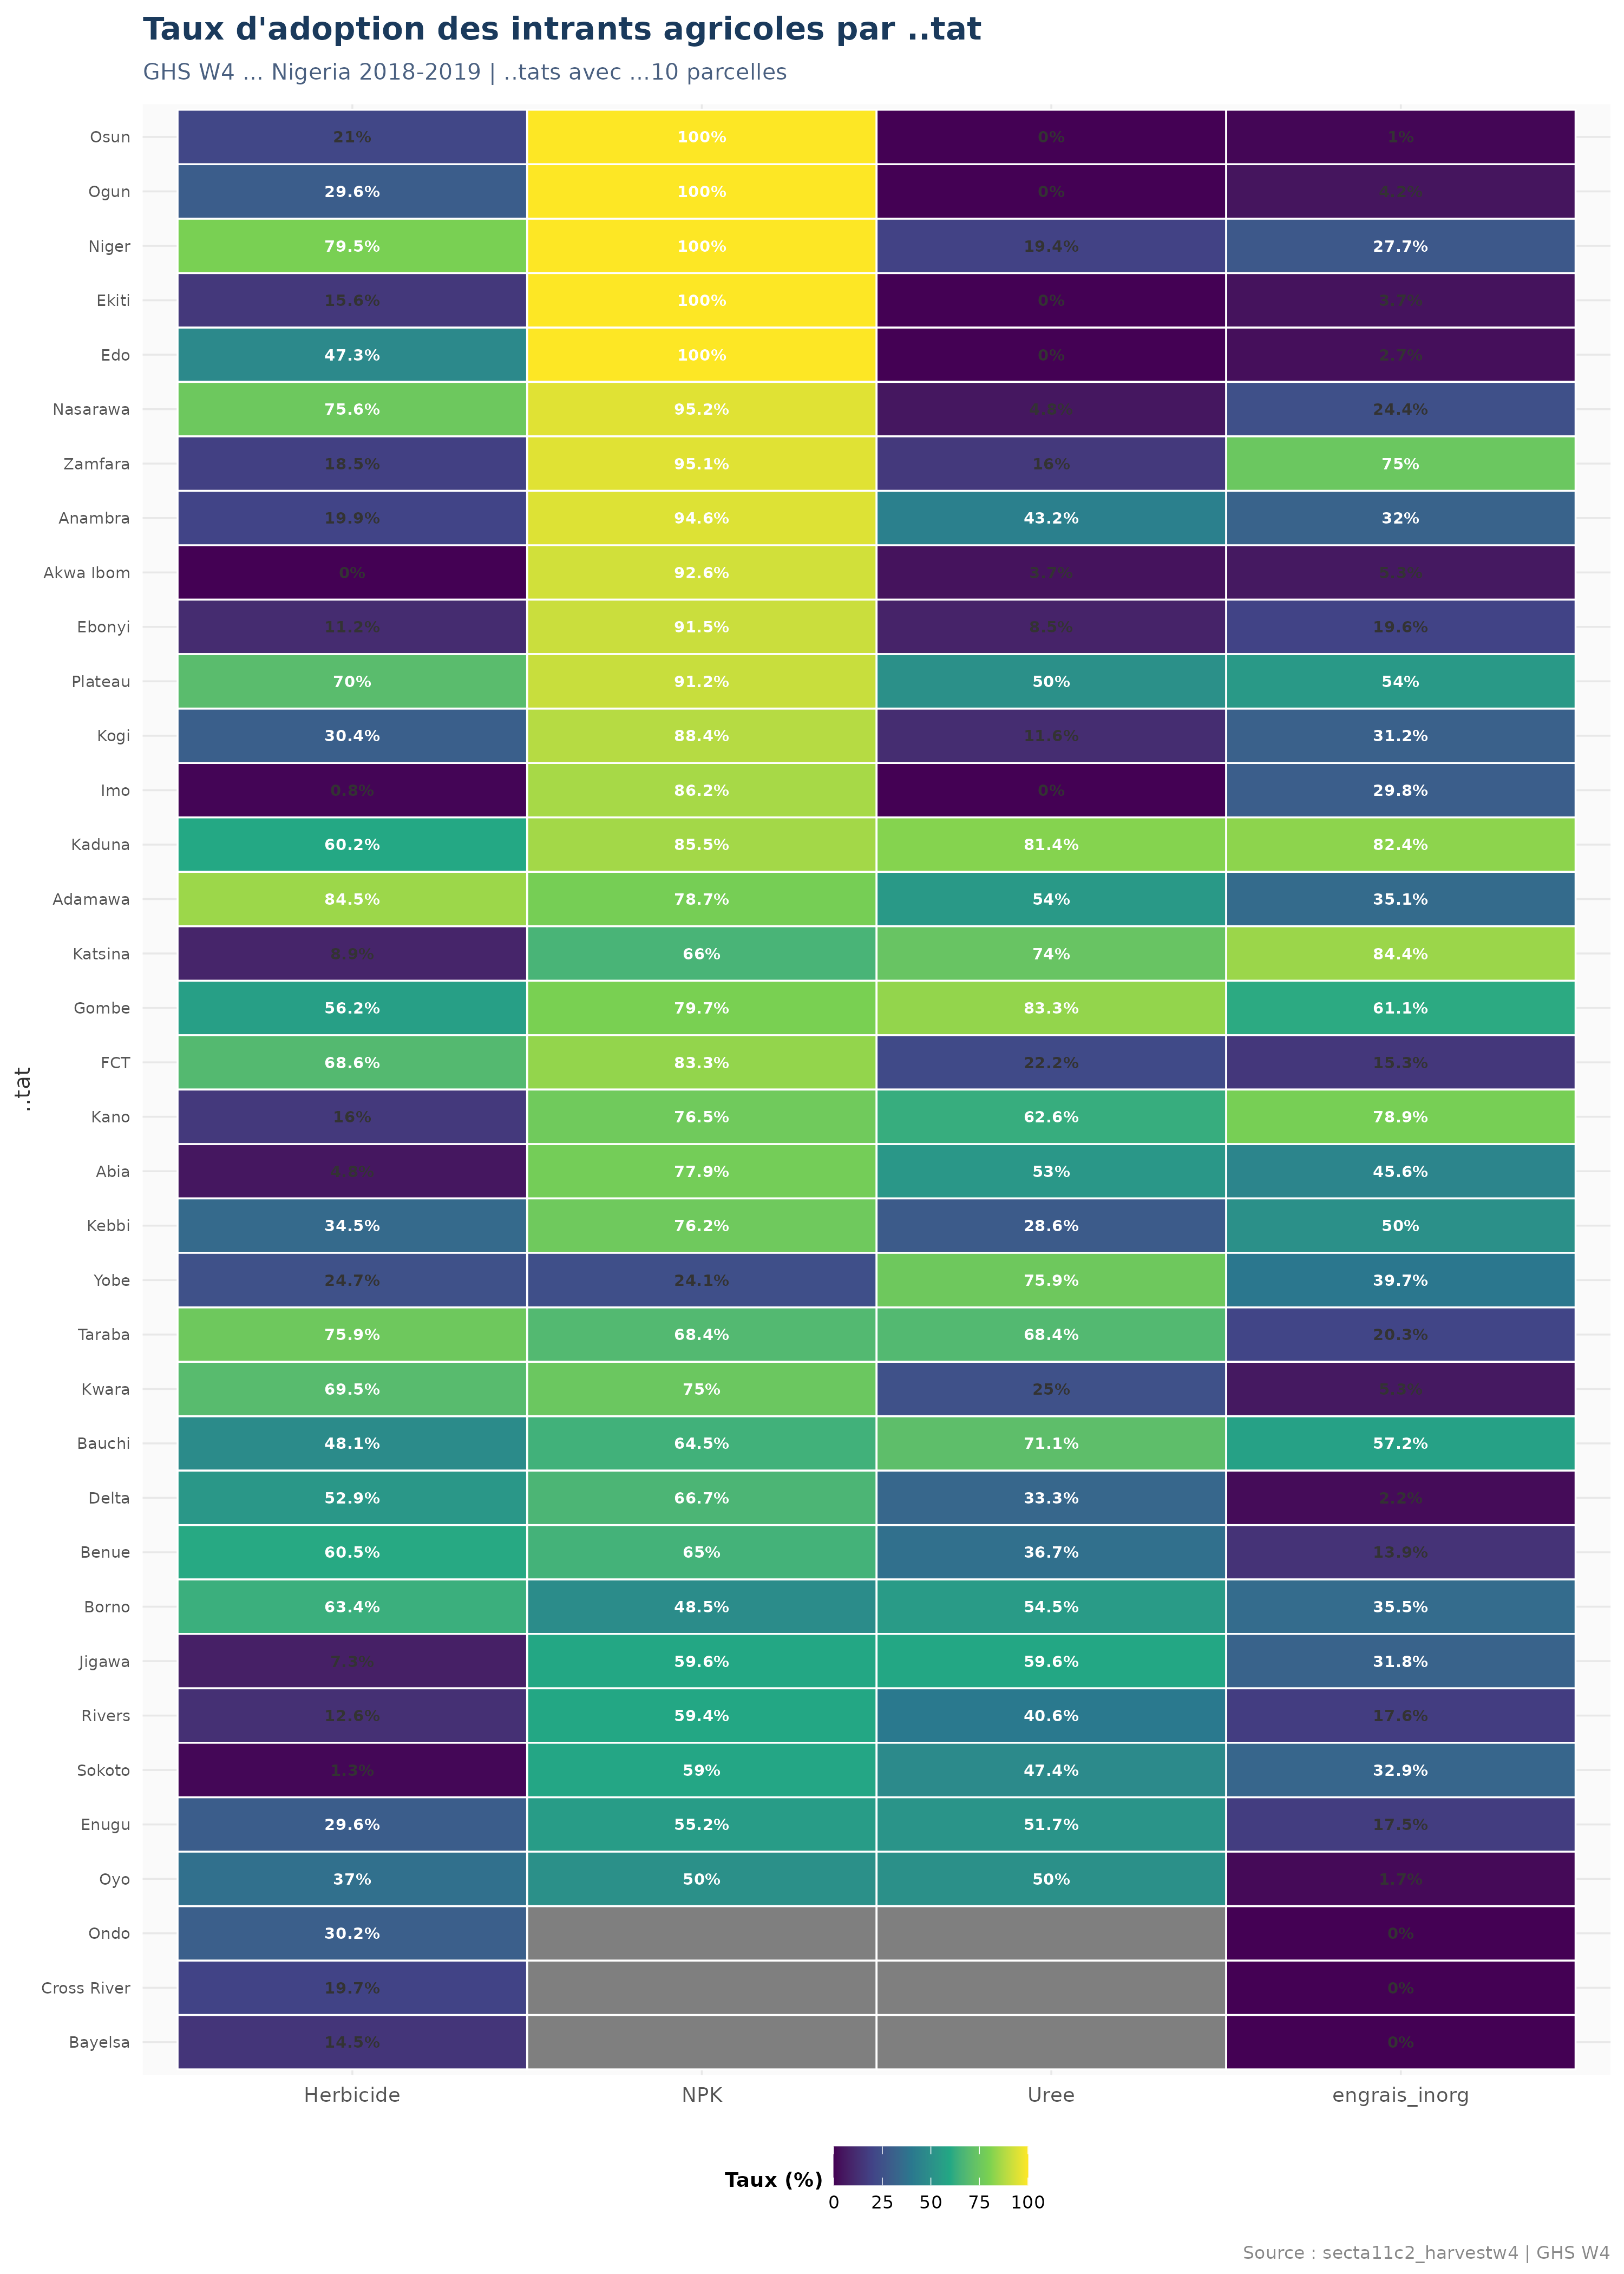 Taux d'adoption des intrants agricoles par ..tat
GHS W4 ... Nigeria 2018-2019 | ..tats avec ...10 parcelles
..tat
Osun 21% 100% 0% 1%
Ogun 29.6% 100% 0% 4.2%
Niger 79.5% 100% 19.4% 27.7%
Ekiti 15.6% 100% 0% 3.7%
Edo 47.3% 100% 0% 2.7%
Nasarawa 75.6% 95.2% 4.8% 24.4%
Zamfara 18.5% 95.1% 16% 75%
Anambra 19.9% 94.6% 43.2% 32%
Akwa Ibom 0% 92.6% 3.7% 5.3%
Ebonyi 11.2% 91.5% 19.6%
Plateau 70% 91.2% 50% 54%
Kogi 30.4% 88.4% 11.6% 31.2%
Imo 0.8% 86.2% 0% 29.8%
Kaduna 60.2% 85.5% 81.4% 82.4%
Adamawa 84.5% 78.7% 54% 35.1%
Katsina 66% 74% 84.4%
Gombe 56.2% 79.7% 83.3% 61.1%
FCT 68.6% 83.3% 22.2% 15.3%
Kano 16% 76.5% 62.6% 78.9%
Abia 4.8% 77.9% 53% 45.6%
Kebbi 34.5% 76.2% 28.6% 50%
Yobe 24.7% 24.1% 75.9% 39.7%
Taraba 75.9% 68.4% 68.4% 20.3%
Kwara 69.5% 75% 25%
Bauchi 48.1% 64.5% 71.1% 57.2%
Delta 52.9% 66.7% 33.3% 2.2%
Benue 60.5% 65% 36.7% 13.9%
Borno 63.4% 48.5% 54.5% 35.5%
Jigawa 59.6% 59.6% 31.8%
Rivers 12.6% 59.4% 40.6% 17.6%
Sokoto 1.3% 59% 47.4% 32.9%
Enugu 29.6% 55.2% 51.7% 17.5%
Oyo 37% 50% 50% 1.7%
Ondo 30.2% 0%
Cross River 19.7% 0%
Bayelsa 14.5% 0%
Herbicide NPK Uree engrais_inorg
Taux (%)
0 25 50 75 100
Source : secta11c2_harvestw4 | GHS W4